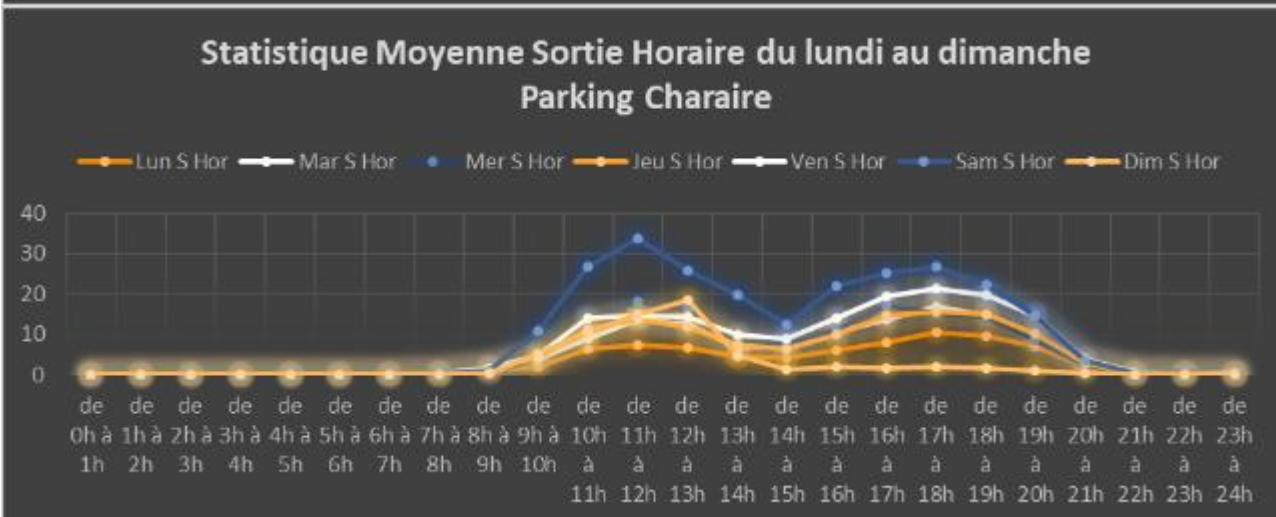 Statistique Moyenne Sortie Horaire du lundi au dimanche
Parking Charaire
Lun S Hor Mar S Hor Mer S Hor Jeu S Hor Ven S Hor Sam S Hor Dim S Hor
40
30
20
10
0
de 0h à 1h
de 1h à 2h
de 2h à 3h
de 3h à 4h
de 4h à 5h
de 5h à 6h
de 6h à 7h
de 7h à 8h
de 8h à 9h
de 9h à 10h
de 10h à 11h
de 11h à 12h
de 12h à 13h
de 13h à 14h
de 14h à 15h
de 15h à 16h
de 16h à 17h
de 17h à 18h
de 18h à 19h
de 19h à 20h
de 20h à 21h
de 21h à 22h
de 22h à 23h
de 23h à 24h